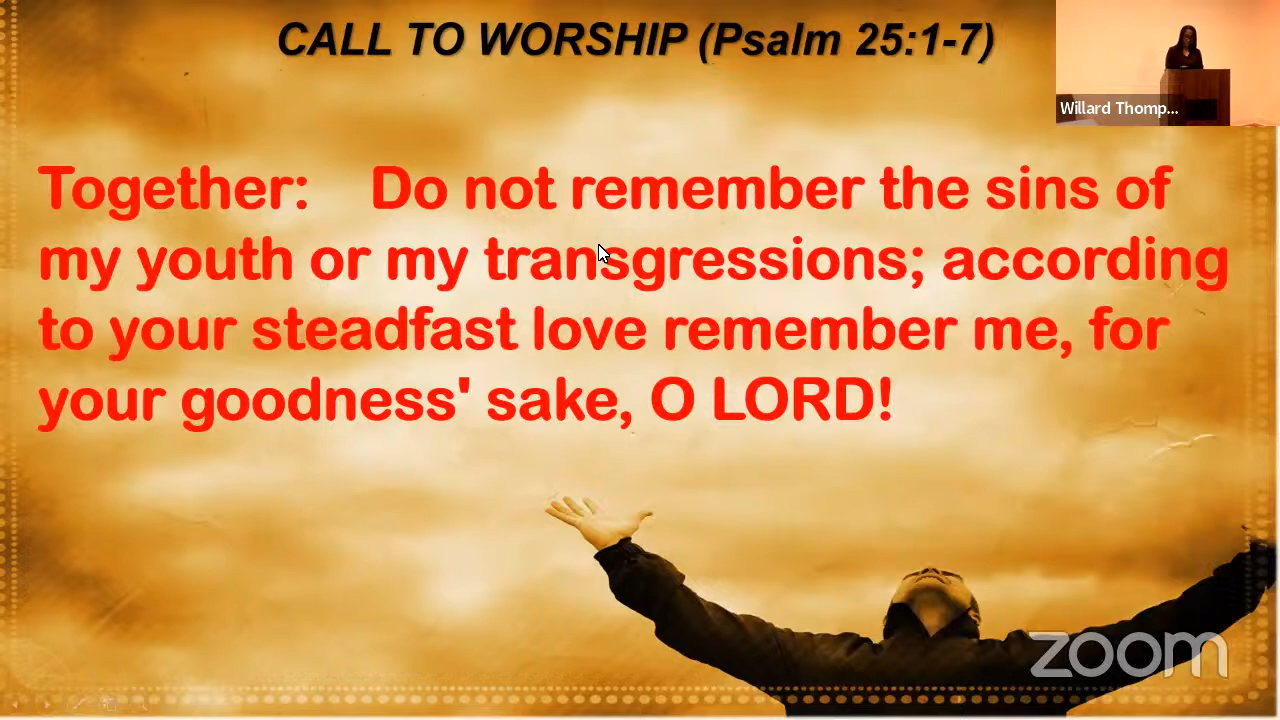 CALL TO WORSHIP (Psalm 25:1-7)
Willard Thomp...
Together: Do not remember the sins of
my youth or my transgressions; according
to your steadfast love remember me, for
your goodness' sake, O LORD!
zoom